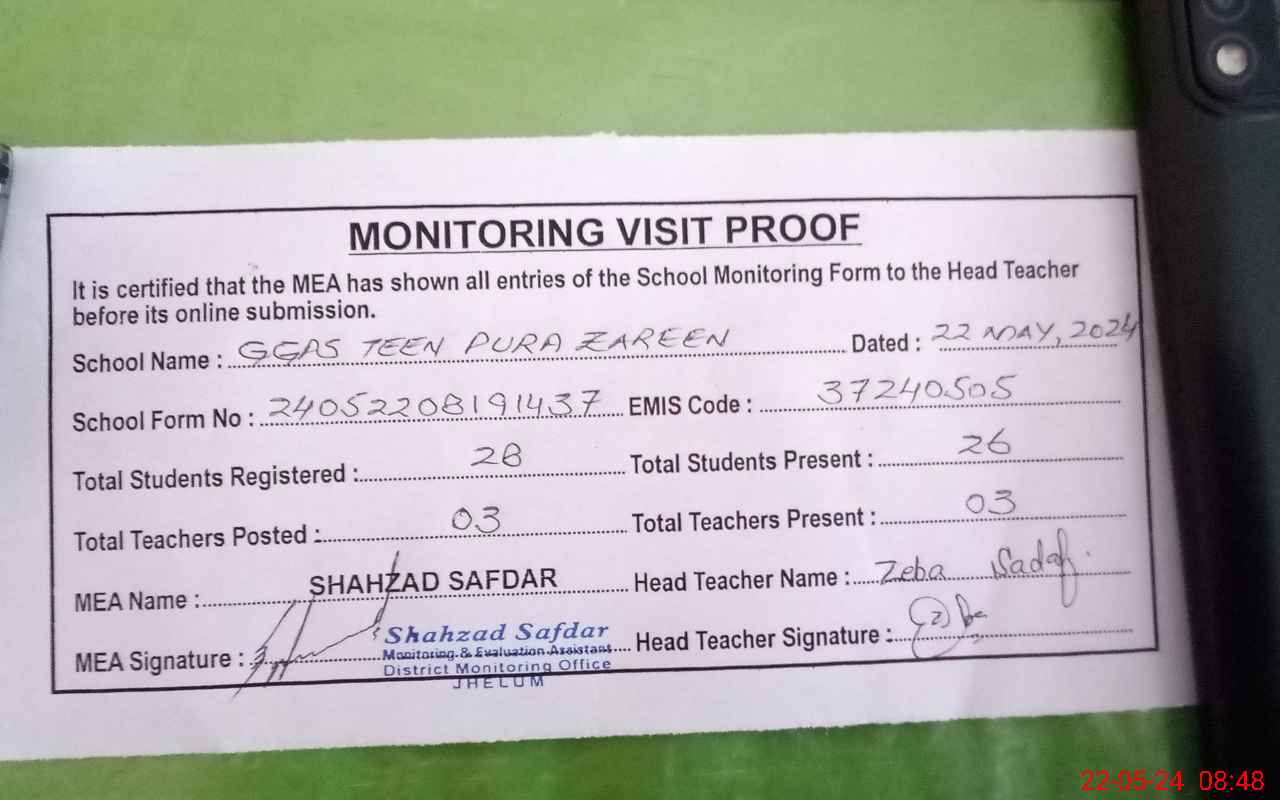 MONITORING VISIT PROOF
It is certified that the MEA has shown all entries of the School Monitoring Form to the Head Teacher
before its online submission.
School Name : GGPS TEEN PURA ZAREEN Dated : 22 MAY, 2024
School Form No : 24052208191437 EMIS Code : 37240505
Total Students Registered : 28 Total Students Present : 26
Total Teachers Posted : 03 Total Teachers Present : 03
MEA Name : SHAHZAD SAFDAR Head Teacher Name : Zeba Sadaf
MEA Signature : Head Teacher Signature :
Shahzad Safdar
Monitoring & Evaluation Assistant
District Monitoring Office
JHELUM
22-05-24 08:48